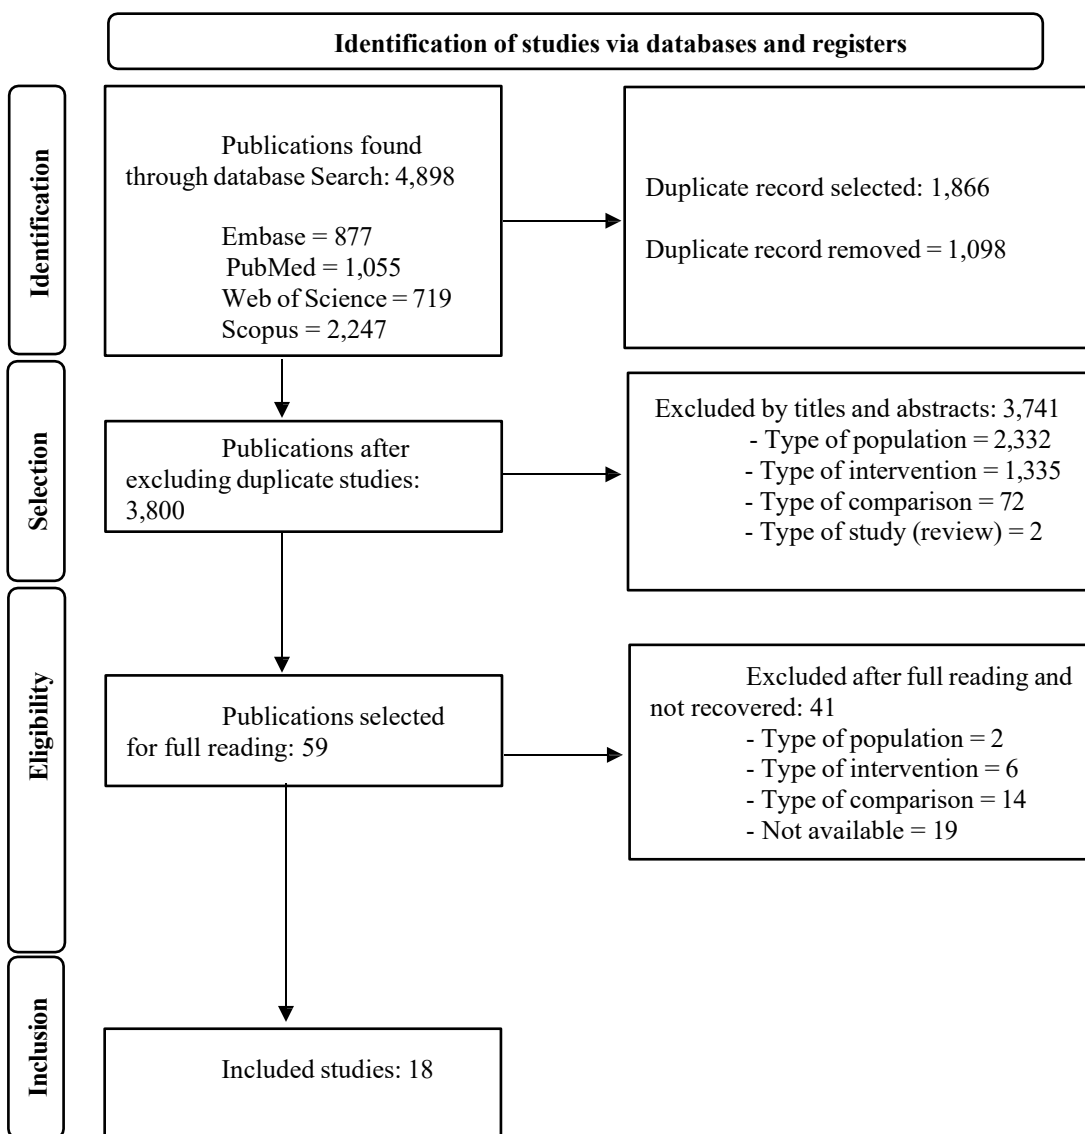 Identification of studies via databases and registers
Identification
Publications found
through database Search: 4,898
Embase = 877
PubMed = 1,055
Web of Science = 719
Scopus = 2,247
Duplicate record selected: 1,866
Duplicate record removed = 1,098
Selection
Publications after
excluding duplicate studies:
3,800
Excluded by titles and abstracts: 3,741
- Type of population = 2,332
- Type of intervention = 1,335
- Type of comparison = 72
- Type of study (review) = 2
Eligibility
Publications selected
for full reading: 59
Excluded after full reading and
not recovered: 41
- Type of population = 2
- Type of intervention = 6
- Type of comparison = 14
- Not available = 19
Inclusion
Included studies: 18